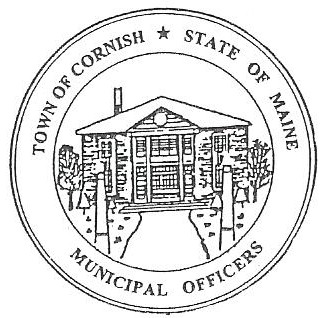 TOWN OF CORNISH ★ STATE OF MAINE
MUNICIPAL OFFICERS